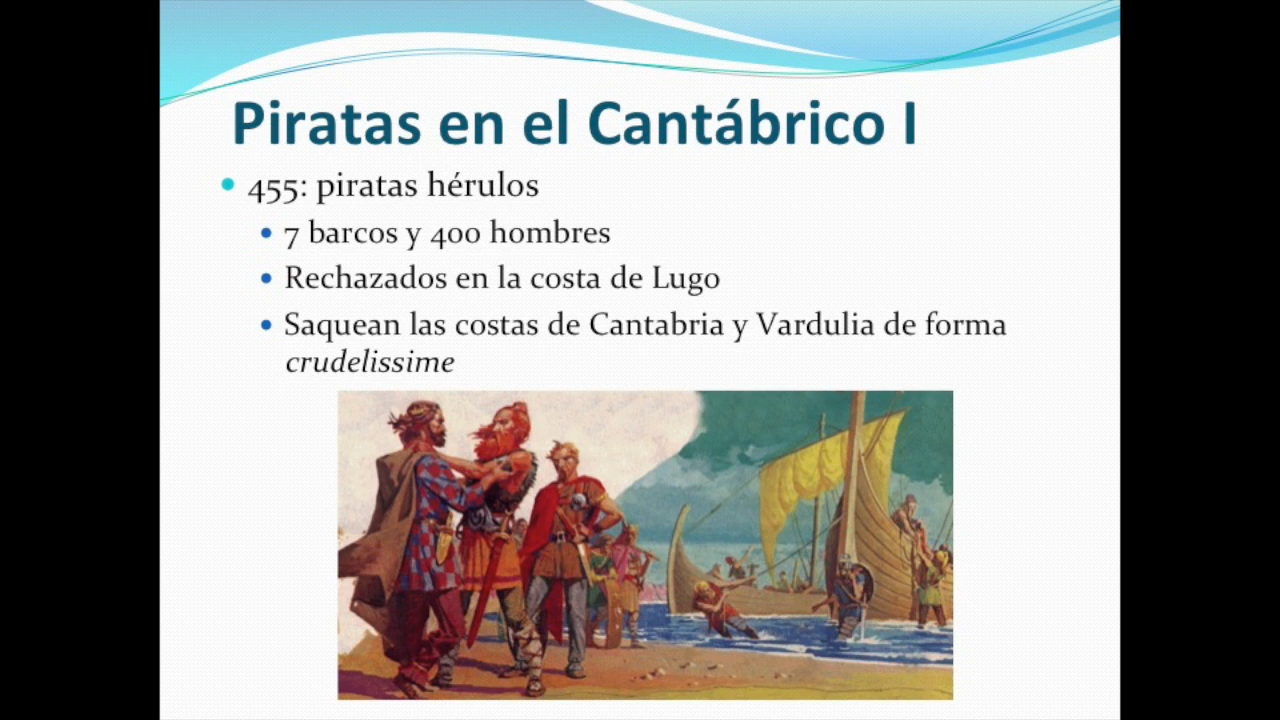 Piratas en el Cantábrico I
455: piratas hérulos
7 barcos y 400 hombres
Rechazados en la costa de Lugo
Saquean las costas de Cantabria y Vardulia de forma
crudelissime